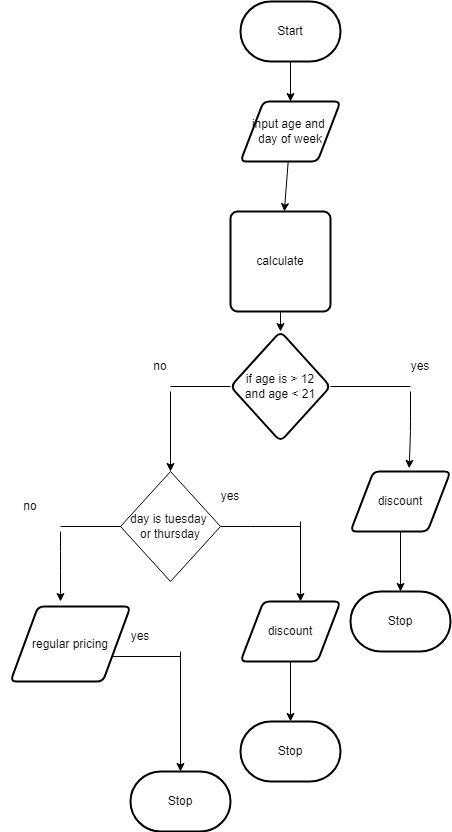 Start
input age and
day of week
calculate
no
yes
if age is > 12
and age < 21
yes
discount
no
day is tuesday
or thursday
Stop
yes
regular pricing
discount
Stop
Stop